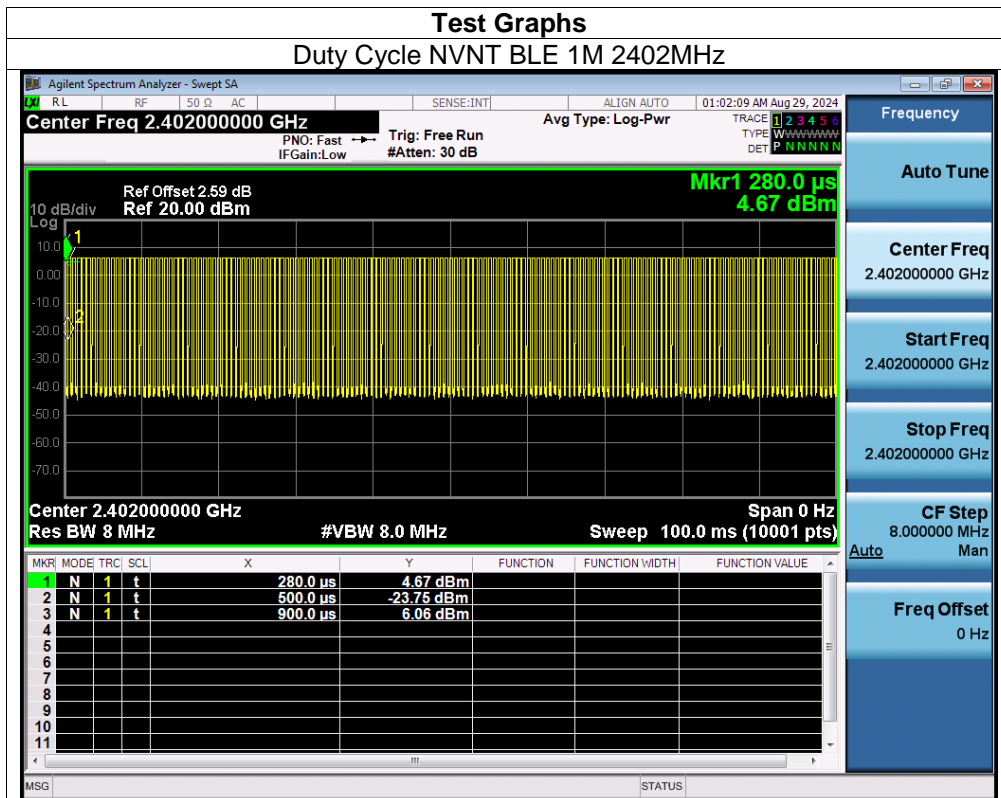 Test Graphs
Duty Cycle NVNT BLE 1M 2402MHz
Agilent Spectrum Analyzer - Swept SA
LXI RL RF 50 Ω AC SENSE:INT ALIGN AUTO 01:02:09 AM Aug 29, 2024
Center Freq 2.402000000 GHz
PNO: Fast
IFGain:Low
Trig: Free Run
#Atten: 30 dB
Avg Type: Log-Pwr
TRACE 1 2 3 4 5 6
TYPE WWWWWW
DET P N N N N N
Ref Offset 2.59 dB
Ref 20.00 dBm
10 dB/div
Log
Mkr1 280.0 µs
4.67 dBm
10.0
0.00
-10.0
-20.0
-30.0
-40.0
-50.0
-60.0
-70.0
1
2
Center 2.402000000 GHz Span 0 Hz
Res BW 8 MHz #VBW 8.0 MHz Sweep 100.0 ms (10001 pts)
MKR MODE TRC SCL X Y FUNCTION FUNCTION WIDTH FUNCTION VALUE
1 N 1 t 280.0 µs 4.67 dBm
2 N 1 t 500.0 µs -23.75 dBm
3 N 1 t 900.0 µs 6.06 dBm
4
5
6
7
8
9
10
11
MSG STATUS
Frequency
Auto Tune
Center Freq
2.402000000 GHz
Start Freq
2.402000000 GHz
Stop Freq
2.402000000 GHz
CF Step
8.000000 MHz
Auto Man
Freq Offset
0 Hz